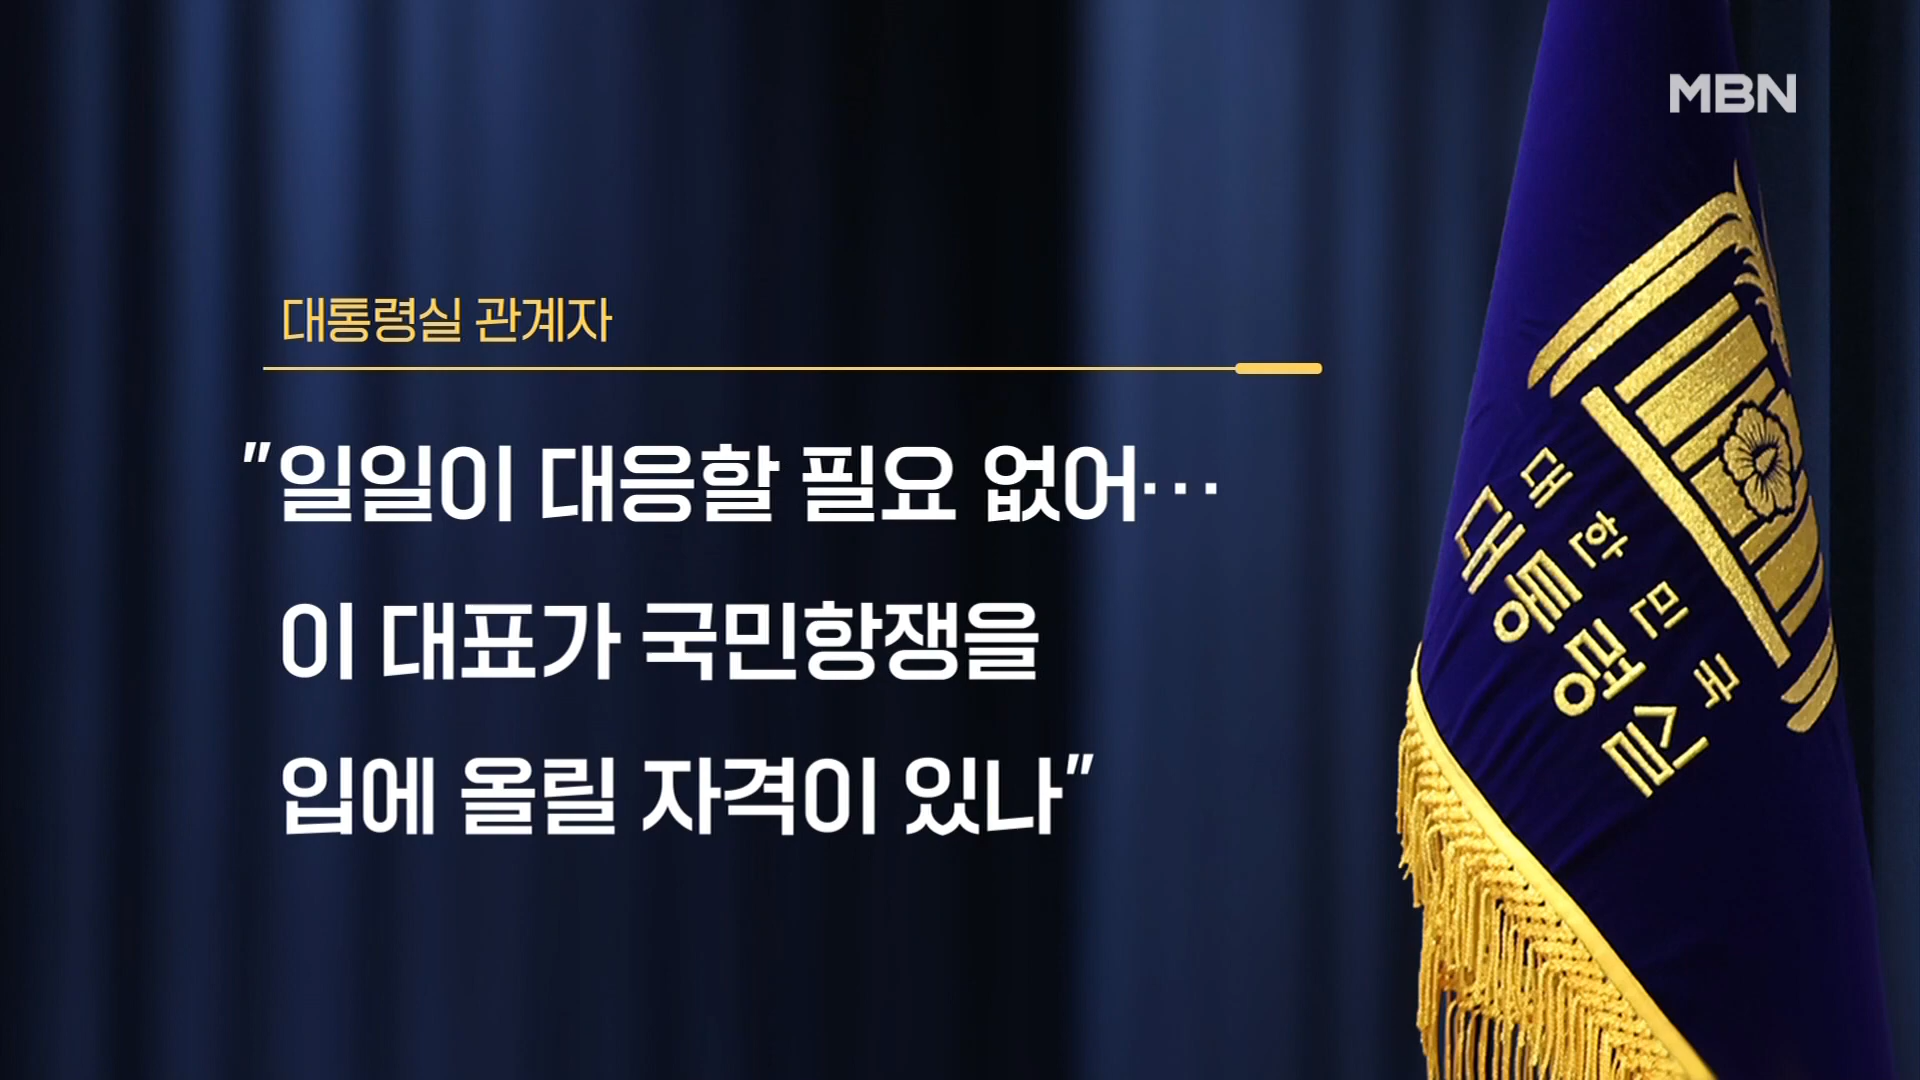 MBN
대통령실 관계자
"일일이 대응할 필요 없어…
이 대표가 국민항쟁을
입에 올릴 자격이 있나"
대한민국
대통령실